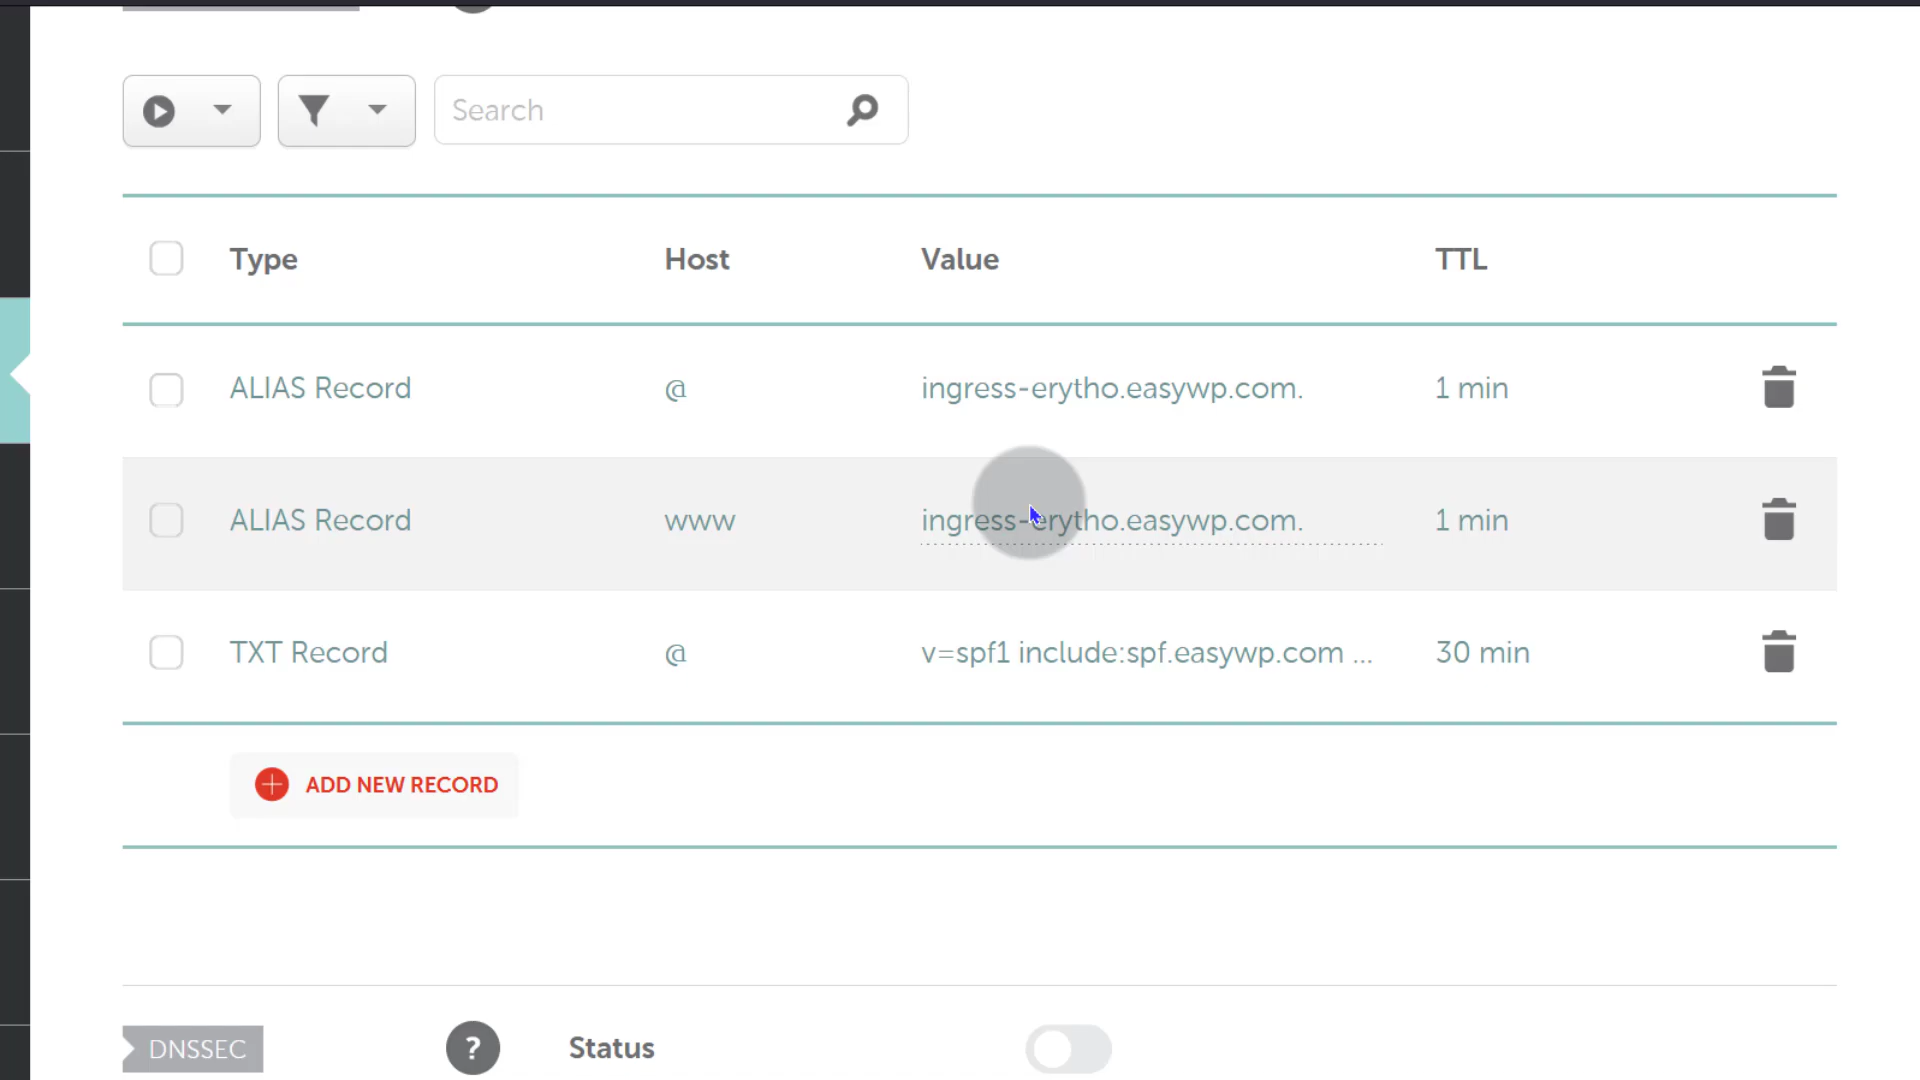 Search
Type Host Value TTL
ALIAS Record @ ingress-erytho.easywp.com. 1 min
ALIAS Record www ingress-erytho.easywp.com. 1 min
TXT Record @ v=spf1 include:spf.easywp.com ... 30 min
ADD NEW RECORD
DNSSEC ? Status